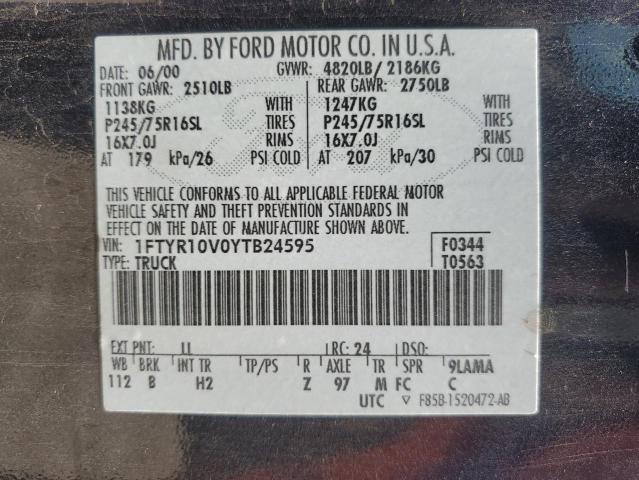 MFD. BY FORD MOTOR CO. IN U.S.A.
DATE: 06/00 GVWR: 4820LB/ 2186KG
FRONT GAWR: 2510LB REAR GAWR: 2750LB
1138KG WITH 1247KG WITH
P245/75R16SL TIRES P245/75R16SL TIRES
16X7.0J RIMS 16X7.0J RIMS
AT 179 kPa/26 PSI COLD AT 207 kPa/30 PSI COLD
THIS VEHICLE CONFORMS TO ALL APPLICABLE FEDERAL MOTOR
VEHICLE SAFETY AND THEFT PREVENTION STANDARDS IN
EFFECT ON THE DATE OF MANUFACTURE SHOWN ABOVE.
VIN: 1FTYR10V0YTB24595 F0344
TYPE: TRUCK T0563
EXT PNT: LL RC: 24 DSO:
WB BRK INT TR TP/PS R AXLE TR SPR 9LAMA
112 B H2 Z 97 M FC C
UTC ▽ F85B-1520472-AB